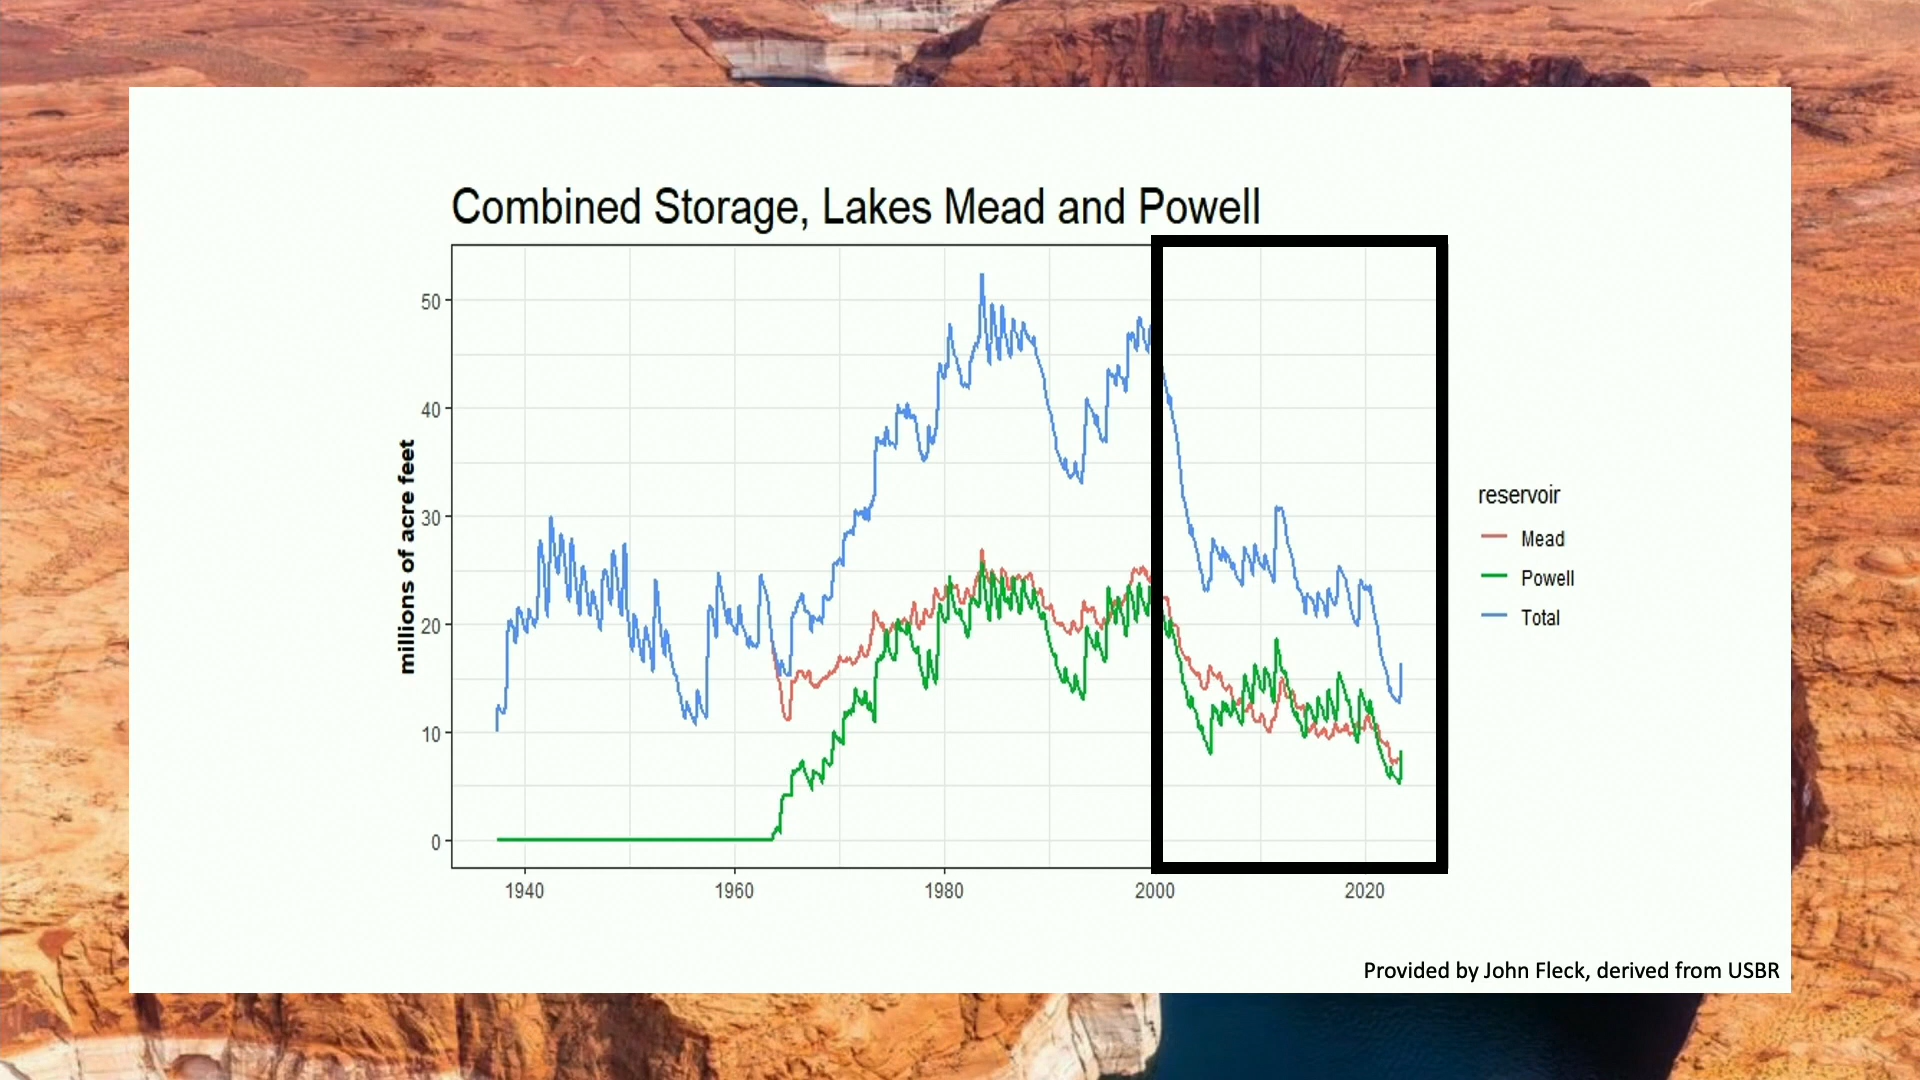 Combined Storage, Lakes Mead and Powell
millions of acre feet
50
40
30
20
10
0
1940
1960
1980
2000
2020
reservoir
Mead
Powell
Total
Provided by John Fleck, derived from USBR